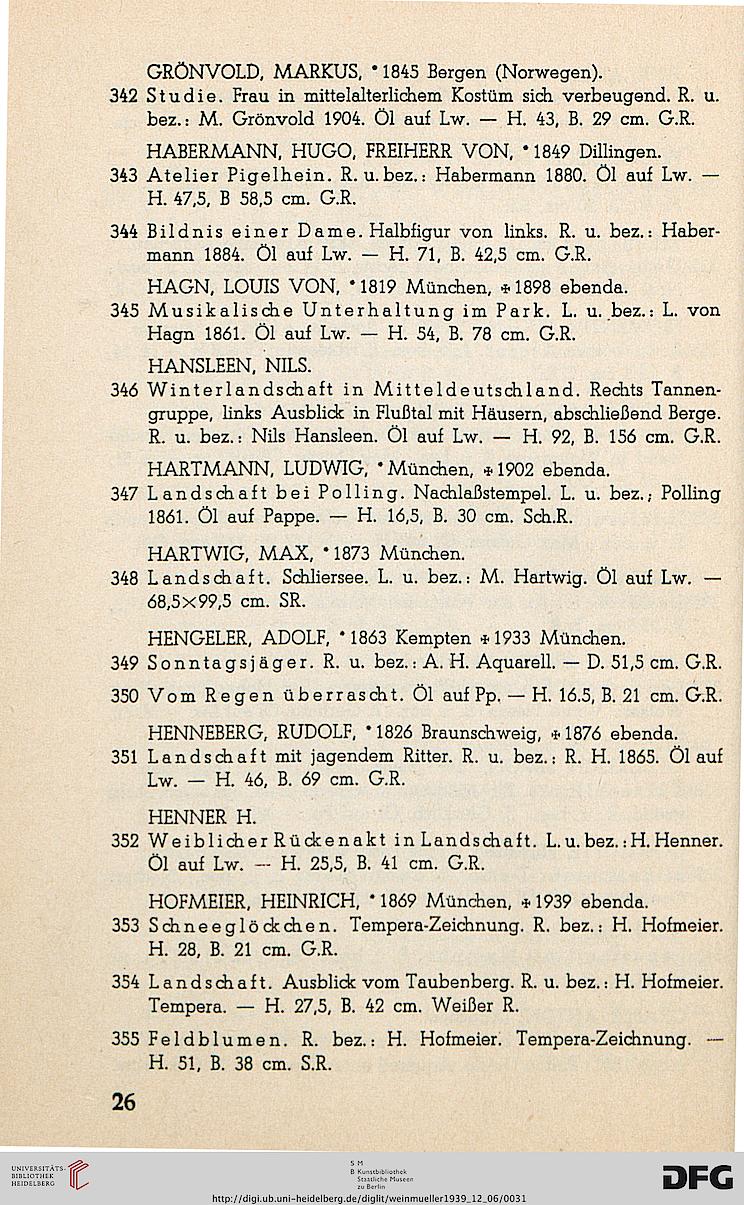 GRÖNVOLD, MARKUS, *1845 Bergen (Norwegen).
342 Studie. Frau in mittelalterlichem Kostüm sich verbeugend. R. u.
bez.: M. Grönvold 1904. Öl auf Lw. — H. 43, B. 29 cm. G.R.
HABERMANN, HUGO, FREIHERR VON, *1849 Dillingen.
343 Atelier Pigelhein. R. u. bez.: Habermann 1880. Öl auf Lw. —
H. 47,5, B 58,5 cm. G.R.
344 Bildnis einer Dame. Halbfigur von links. R. u. bez.: Haber-
mann 1884. Öl auf Lw. — H. 71, B. 42,5 cm. G.R.
HAGN, LOUIS VON, *1819 München, ✠1898 ebenda.
345 Musikalische Unterhaltung im Park. L. u. bez.: L. von
Hagn 1861. Öl auf Lw. — H. 54, B. 78 cm. G.R.
HANSLEEN, NILS.
346 Winterlandschaft in Mitteldeutschland. Rechts Tannen-
gruppe, links Ausblick in Flußtal mit Häusern, abschließend Berge.
R. u. bez.: Nils Hansleen. Öl auf Lw. — H. 92, B. 156 cm. G.R.
HARTMANN, LUDWIG, *München, ✠1902 ebenda.
347 Landschaft bei Polling. Nachlaßstempel. L. u. bez.; Polling
1861. Öl auf Pappe. — H. 16,5, B. 30 cm. Sch.R.
HARTWIG, MAX, *1873 München.
348 Landschaft. Schliersee. L. u. bez.: M. Hartwig. Öl auf Lw. —
68,5×99,5 cm. SR.
HENGELER, ADOLF, *1863 Kempten ✠1933 München.
349 Sonntagsjäger. R. u. bez.: A. H. Aquarell. — D. 51,5 cm. G.R.
350 Vom Regen überrascht. Öl auf Pp. — H. 16.5, B. 21 cm. G.R.
HENNEBERG, RUDOLF, *1826 Braunschweig, ✠1876 ebenda.
351 Landschaft mit jagendem Ritter. R. u. bez.: R. H. 1865. Öl auf
Lw. — H. 46, B. 69 cm. G.R.
HENNER H.
352 Weiblicher Rückenakt in Landschaft. L. u. bez.: H. Henner.
Öl auf Lw. — H. 25,5, B. 41 cm. G.R.
HOFMEIER, HEINRICH, *1869 München, ✠1939 ebenda.
353 Schneeglöckchen. Tempera-Zeichnung. R. bez.: H. Hofmeier.
H. 28, B. 21 cm. G.R.
354 Landschaft. Ausblick vom Taubenberg. R. u. bez.: H. Hofmeier.
Tempera. — H. 27,5, B. 42 cm. Weißer R.
355 Feldblumen. R. bez.: H. Hofmeier. Tempera-Zeichnung. —
H. 51, B. 38 cm. S.R.
26
UNIVERSITÄTS-
BIBLIOTHEK
HEIDELBERG
S M
B Kunstbibliothek
Staatliche Museen
zu Berlin
DFG
http://digi.ub.uni-heidelberg.de/diglit/weinmueller1939_12_06/0031